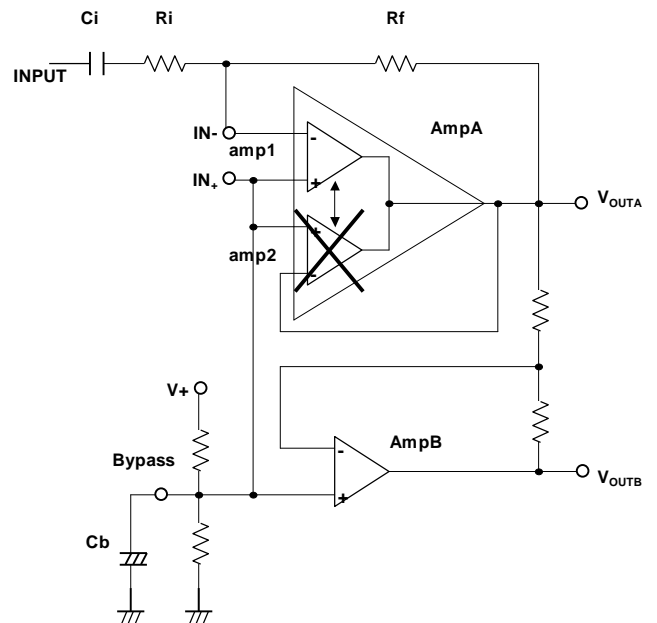 Ci Ri Rf
INPUT
IN- AmpA
amp1
- 
IN+
+
VOUTA
+
amp2
-
V+
AmpB
-
Bypass
VOUTB
+
Cb